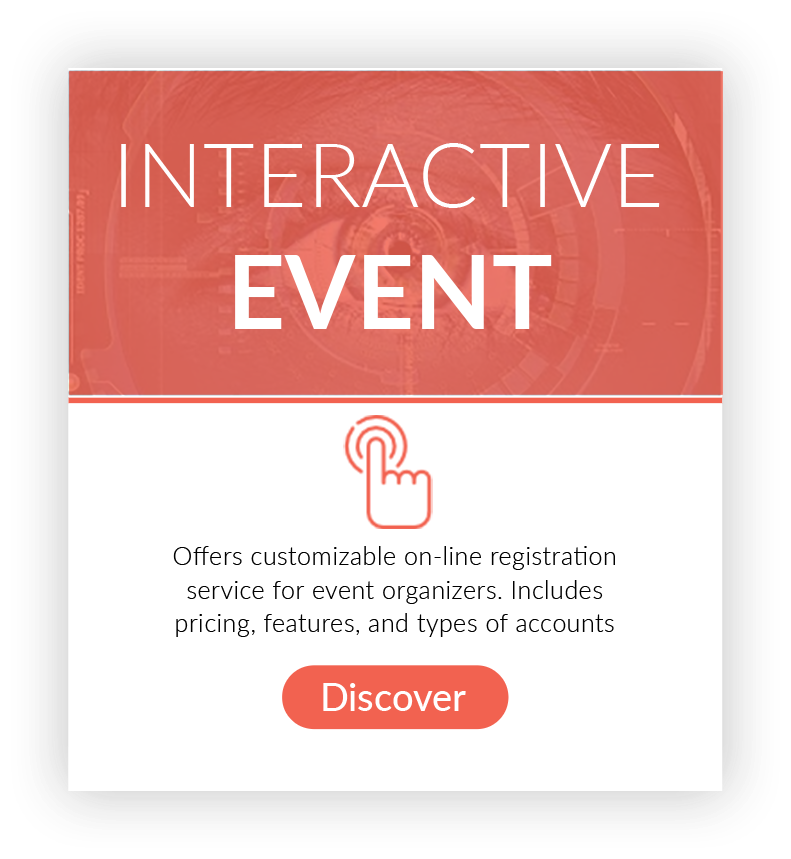 INTERACTIVE
EVENT
Offers customizable on-line registration
service for event organizers. Includes
pricing, features, and types of accounts
Discover